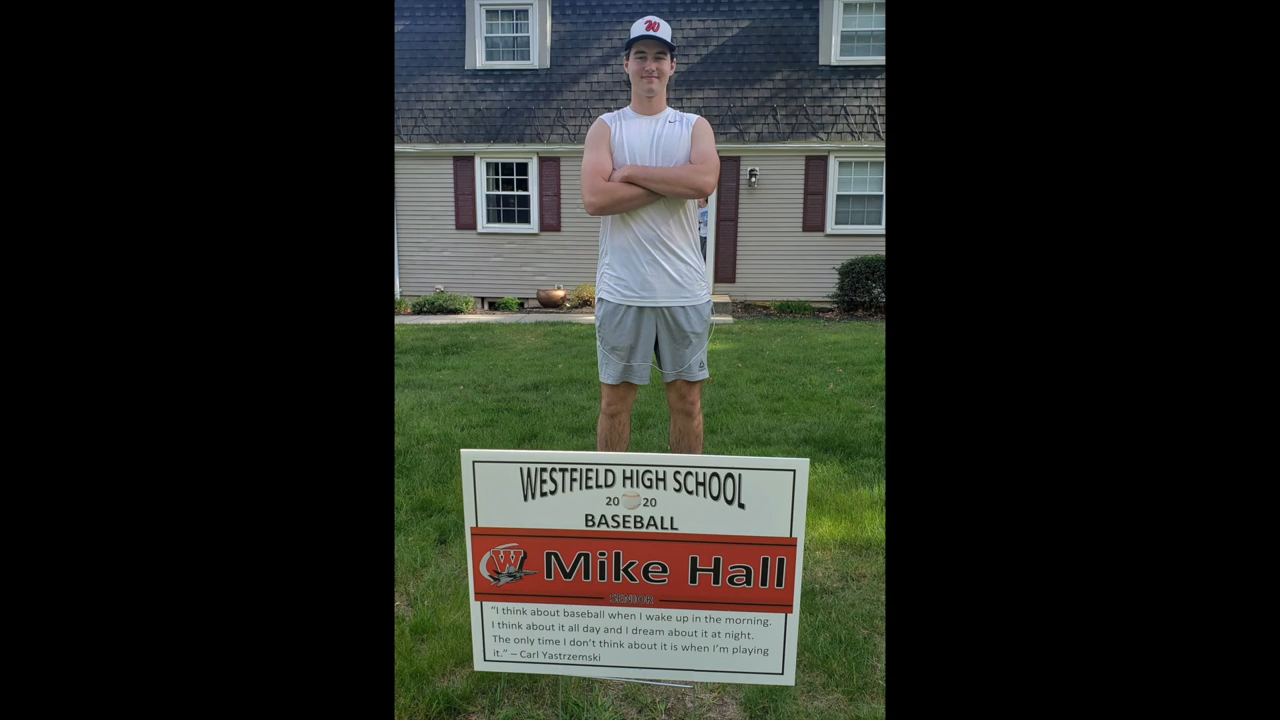 W
WESTFIELD HIGH SCHOOL
20 20
BASEBALL
W Mike Hall
SENIOR
"I think about baseball when I wake up in the morning.
I think about it all day and I dream about it at night.
The only time I don't think about it is when I'm playing
it." – Carl Yastrzemski